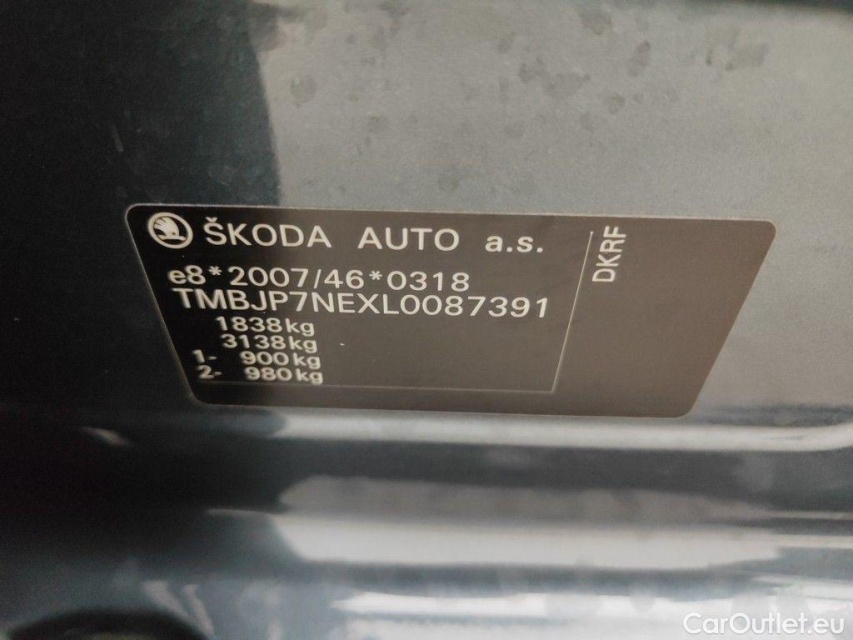 ŠKODA AUTO a.s.
e8*2007/46*0318
TMBJP7NEXL0087391
1838kg
3138kg
1- 900kg
2- 980kg
DKRF
CarOutlet.eu